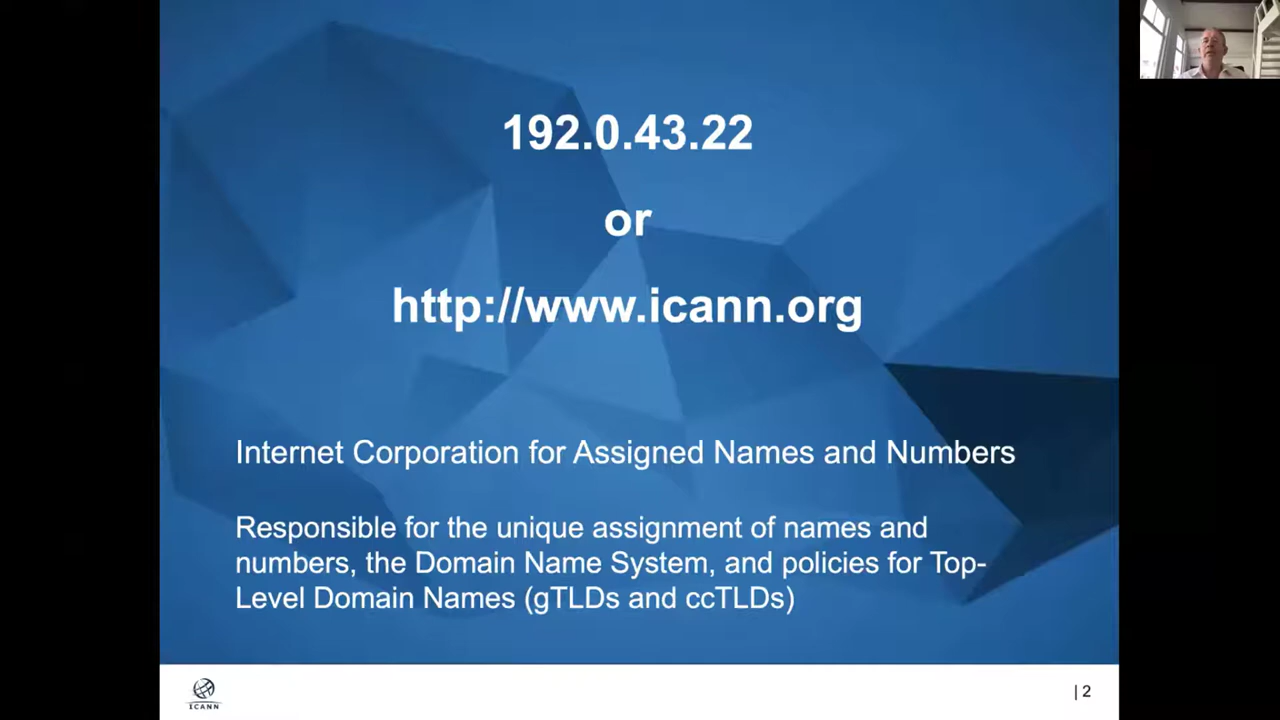 192.0.43.22
or
http://www.icann.org
Internet Corporation for Assigned Names and Numbers
Responsible for the unique assignment of names and
numbers, the Domain Name System, and policies for Top-
Level Domain Names (gTLDs and ccTLDs)
ICANN
| 2